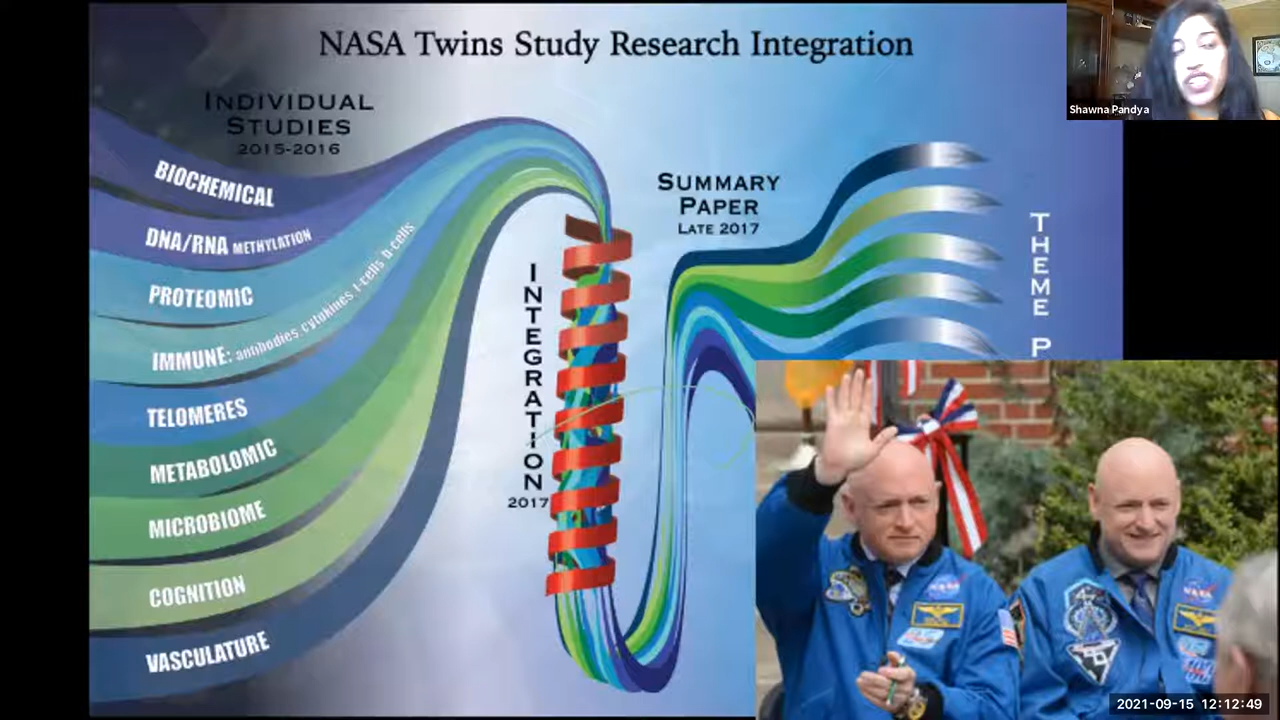 NASA Twins Study Research Integration
Shawna Pandya
INDIVIDUAL
STUDIES
2015-2016
BIOCHEMICAL
DNA/RNA METHYLATION
PROTEOMIC
IMMUNE: antibodies cytokines t-cells b-cells
TELOMERES
METABOLOMIC
MICROBIOME
COGNITION
VASCULATURE
INTEGRATION
2017
SUMMARY
PAPER
LATE 2017
THEME P
NASA
NASA
2021-09-15 12:12:49